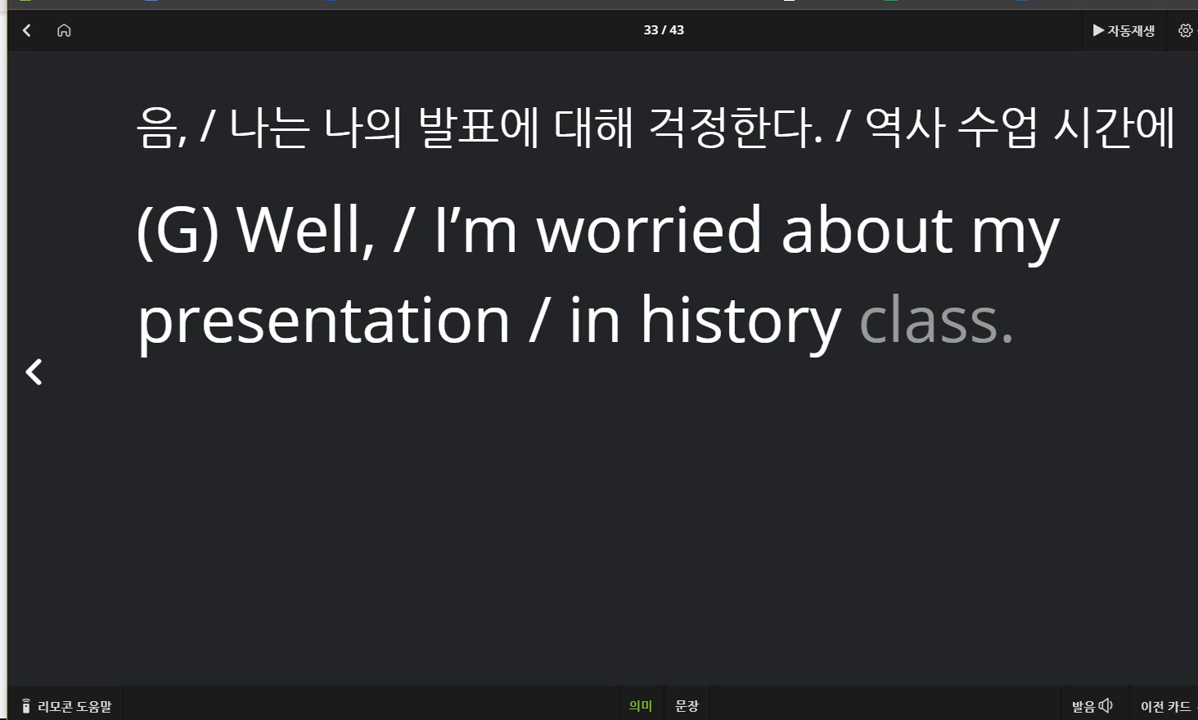 33 / 43
▶자동재생
음, / 나는 나의 발표에 대해 걱정한다. / 역사 수업 시간에
(G) Well, / I’m worried about my
presentation / in history class.
리모콘 도움말
의미
문장
발음
이전 카드